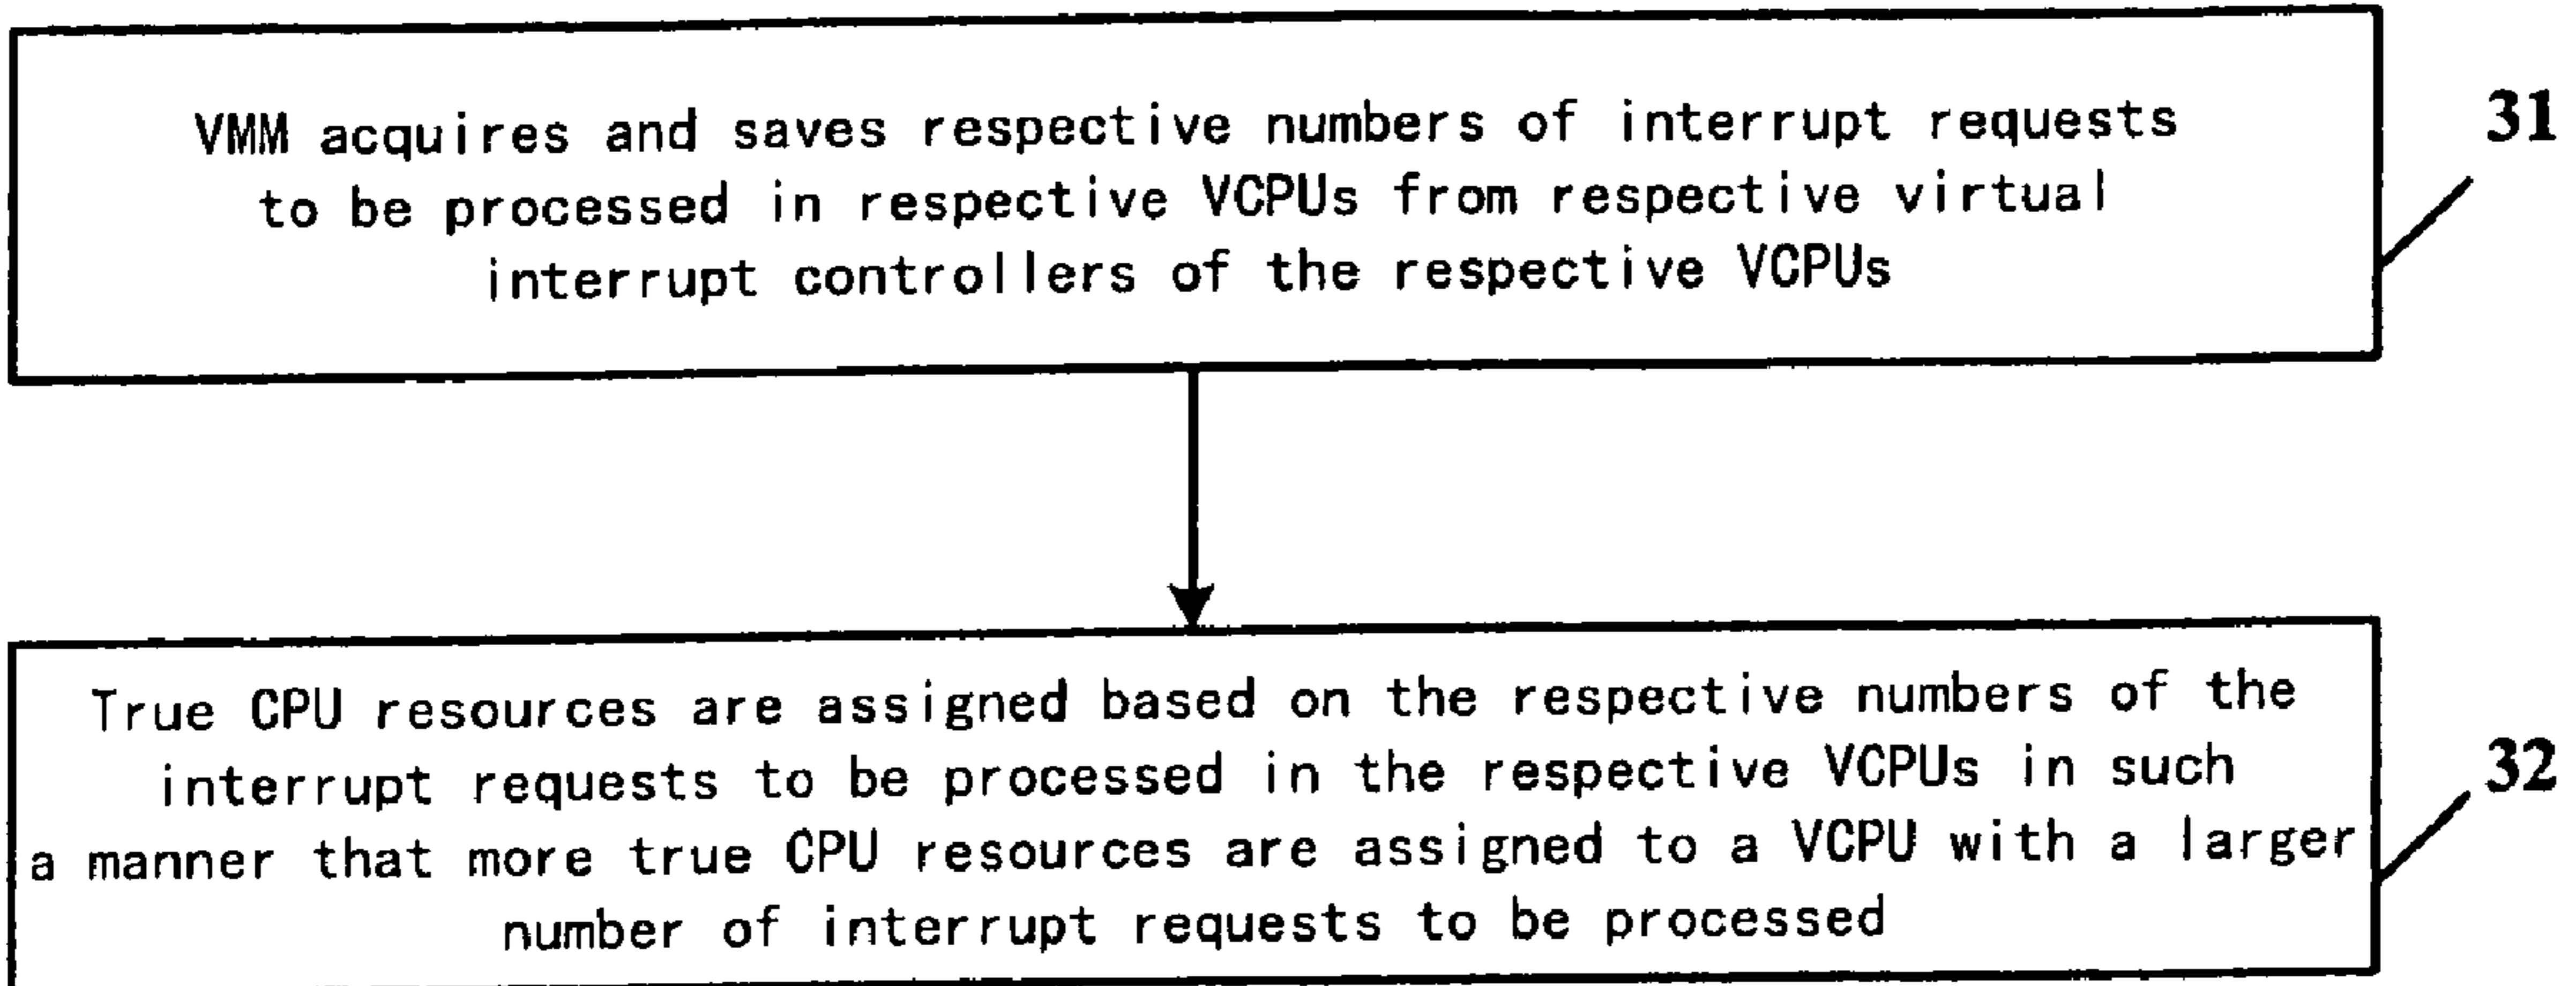 VMM acquires and saves respective numbers of interrupt requests
to be processed in respective VCPUs from respective virtual
interrupt controllers of the respective VCPUs
31
True CPU resources are assigned based on the respective numbers of the
interrupt requests to be processed in the respective VCPUs in such
a manner that more true CPU resources are assigned to a VCPU with a larger
number of interrupt requests to be processed
32